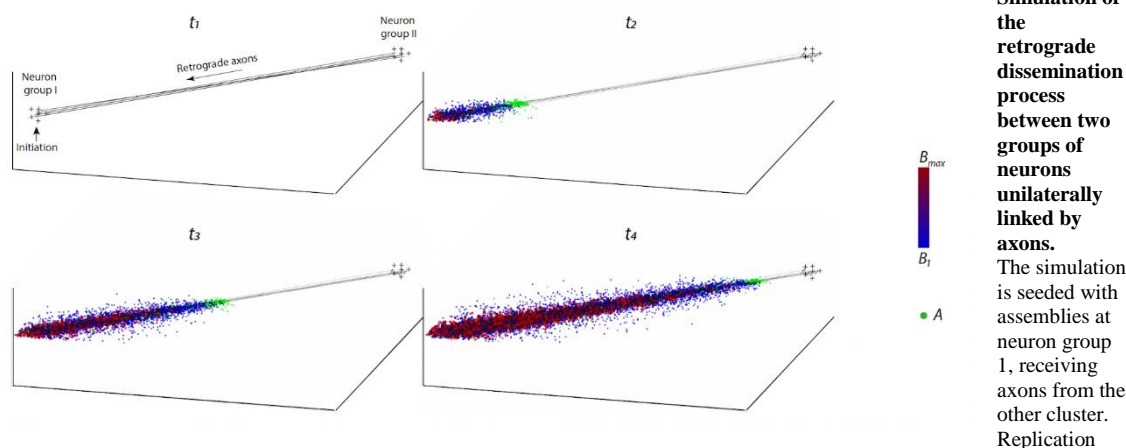 t₁
Neuron
group II
Retrograde axons
Neuron
group I
Initiation
t₂
t₃
t₄
Bmax
B₁
A
Simulation of
the
retrograde
dissemination
process
between two
groups of
neurons
unilaterally
linked by
axons.
The simulation
is seeded with
assemblies at
neuron group
1, receiving
axons from the
other cluster.
Replication